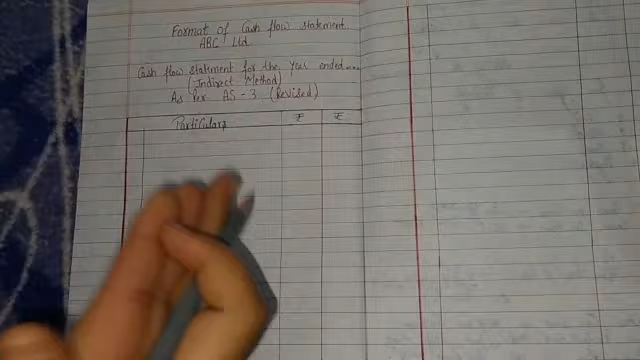 Format of Cash flow statement
ABC Ltd.
Cash flow statement for the year ended....
(Indirect Method)
As Per AS-3 (Revised)
Particulars ₹ ₹